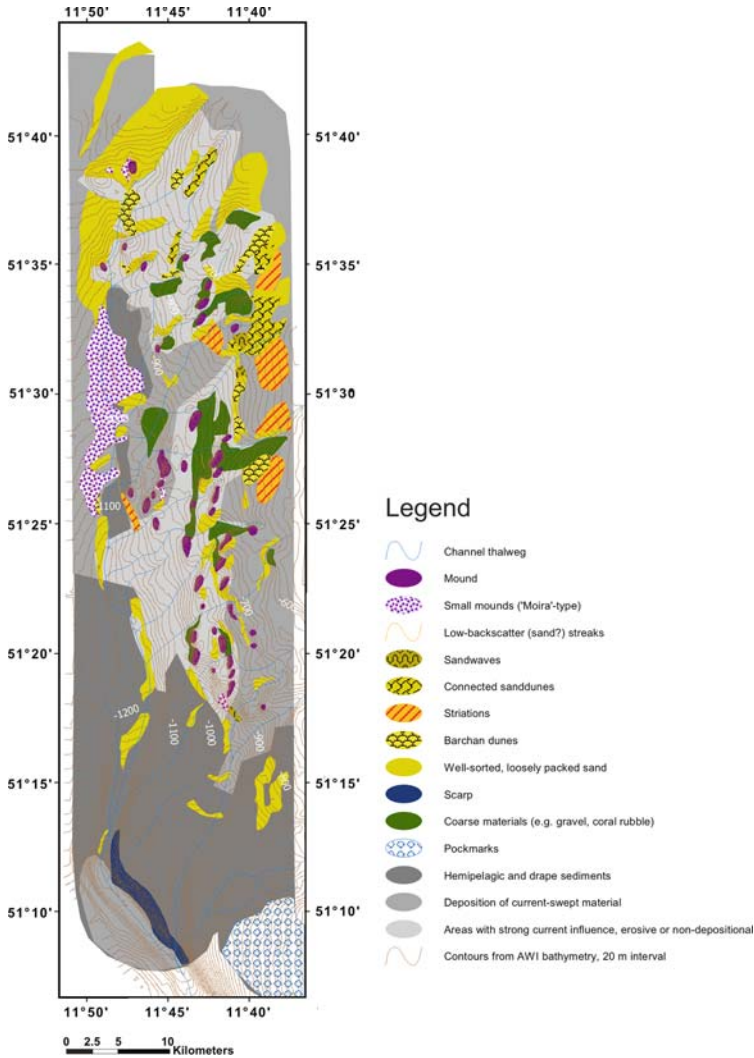 11°50' 11°45' 11°40'
51°40'
51°40'
51°35'
51°35'
-900
51°30'
51°30'
1100
51°25'
51°25'
-700
-600
51°20'
51°20'
-1200
-1100
-1000
-900
51°15'
51°15'
51°10'
51°10'
11°50' 11°45' 11°40'
0 2.5 5 10
Kilometers
Legend
Channel thalweg
Mound
Small mounds ('Moira'-type)
Low-backscatter (sand?) streaks
Sandwaves
Connected sanddunes
Striations
Barchan dunes
Well-sorted, loosely packed sand
Scarp
Coarse materials (e.g. gravel, coral rubble)
Pockmarks
Hemipelagic and drape sediments
Deposition of current-swept material
Areas with strong current influence, erosive or non-depositional
Contours from AWI bathymetry, 20 m interval